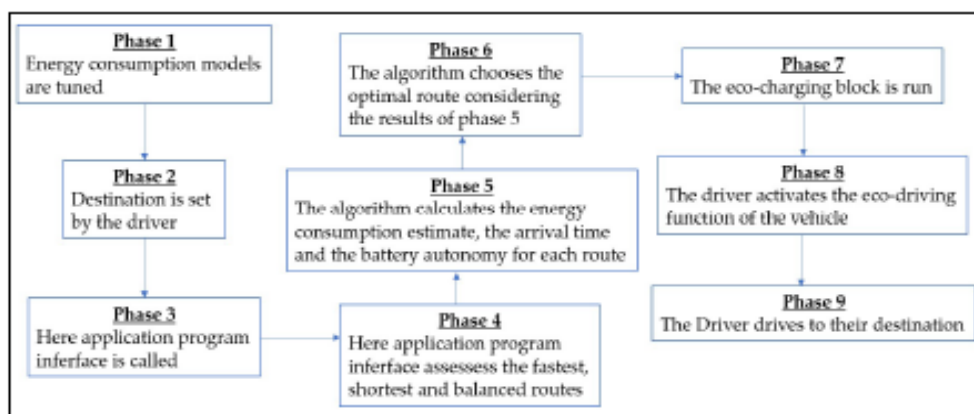 Phase 1
Energy consumption models
are tuned
Phase 2
Destination is set
by the driver
Phase 3
Here application program
inferface is called
Phase 4
Here application program
inferface assessess the fastest,
shortest and balanced routes
Phase 5
The algorithm calculates the energy
consumption estimate, the arrival time
and the battery autonomy for each route
Phase 6
The algorithm chooses the
optimal route considering
the results of phase 5
Phase 7
The eco-charging block is run
Phase 8
The driver activates the eco-driving
function of the vehicle
Phase 9
The Driver drives to their destination